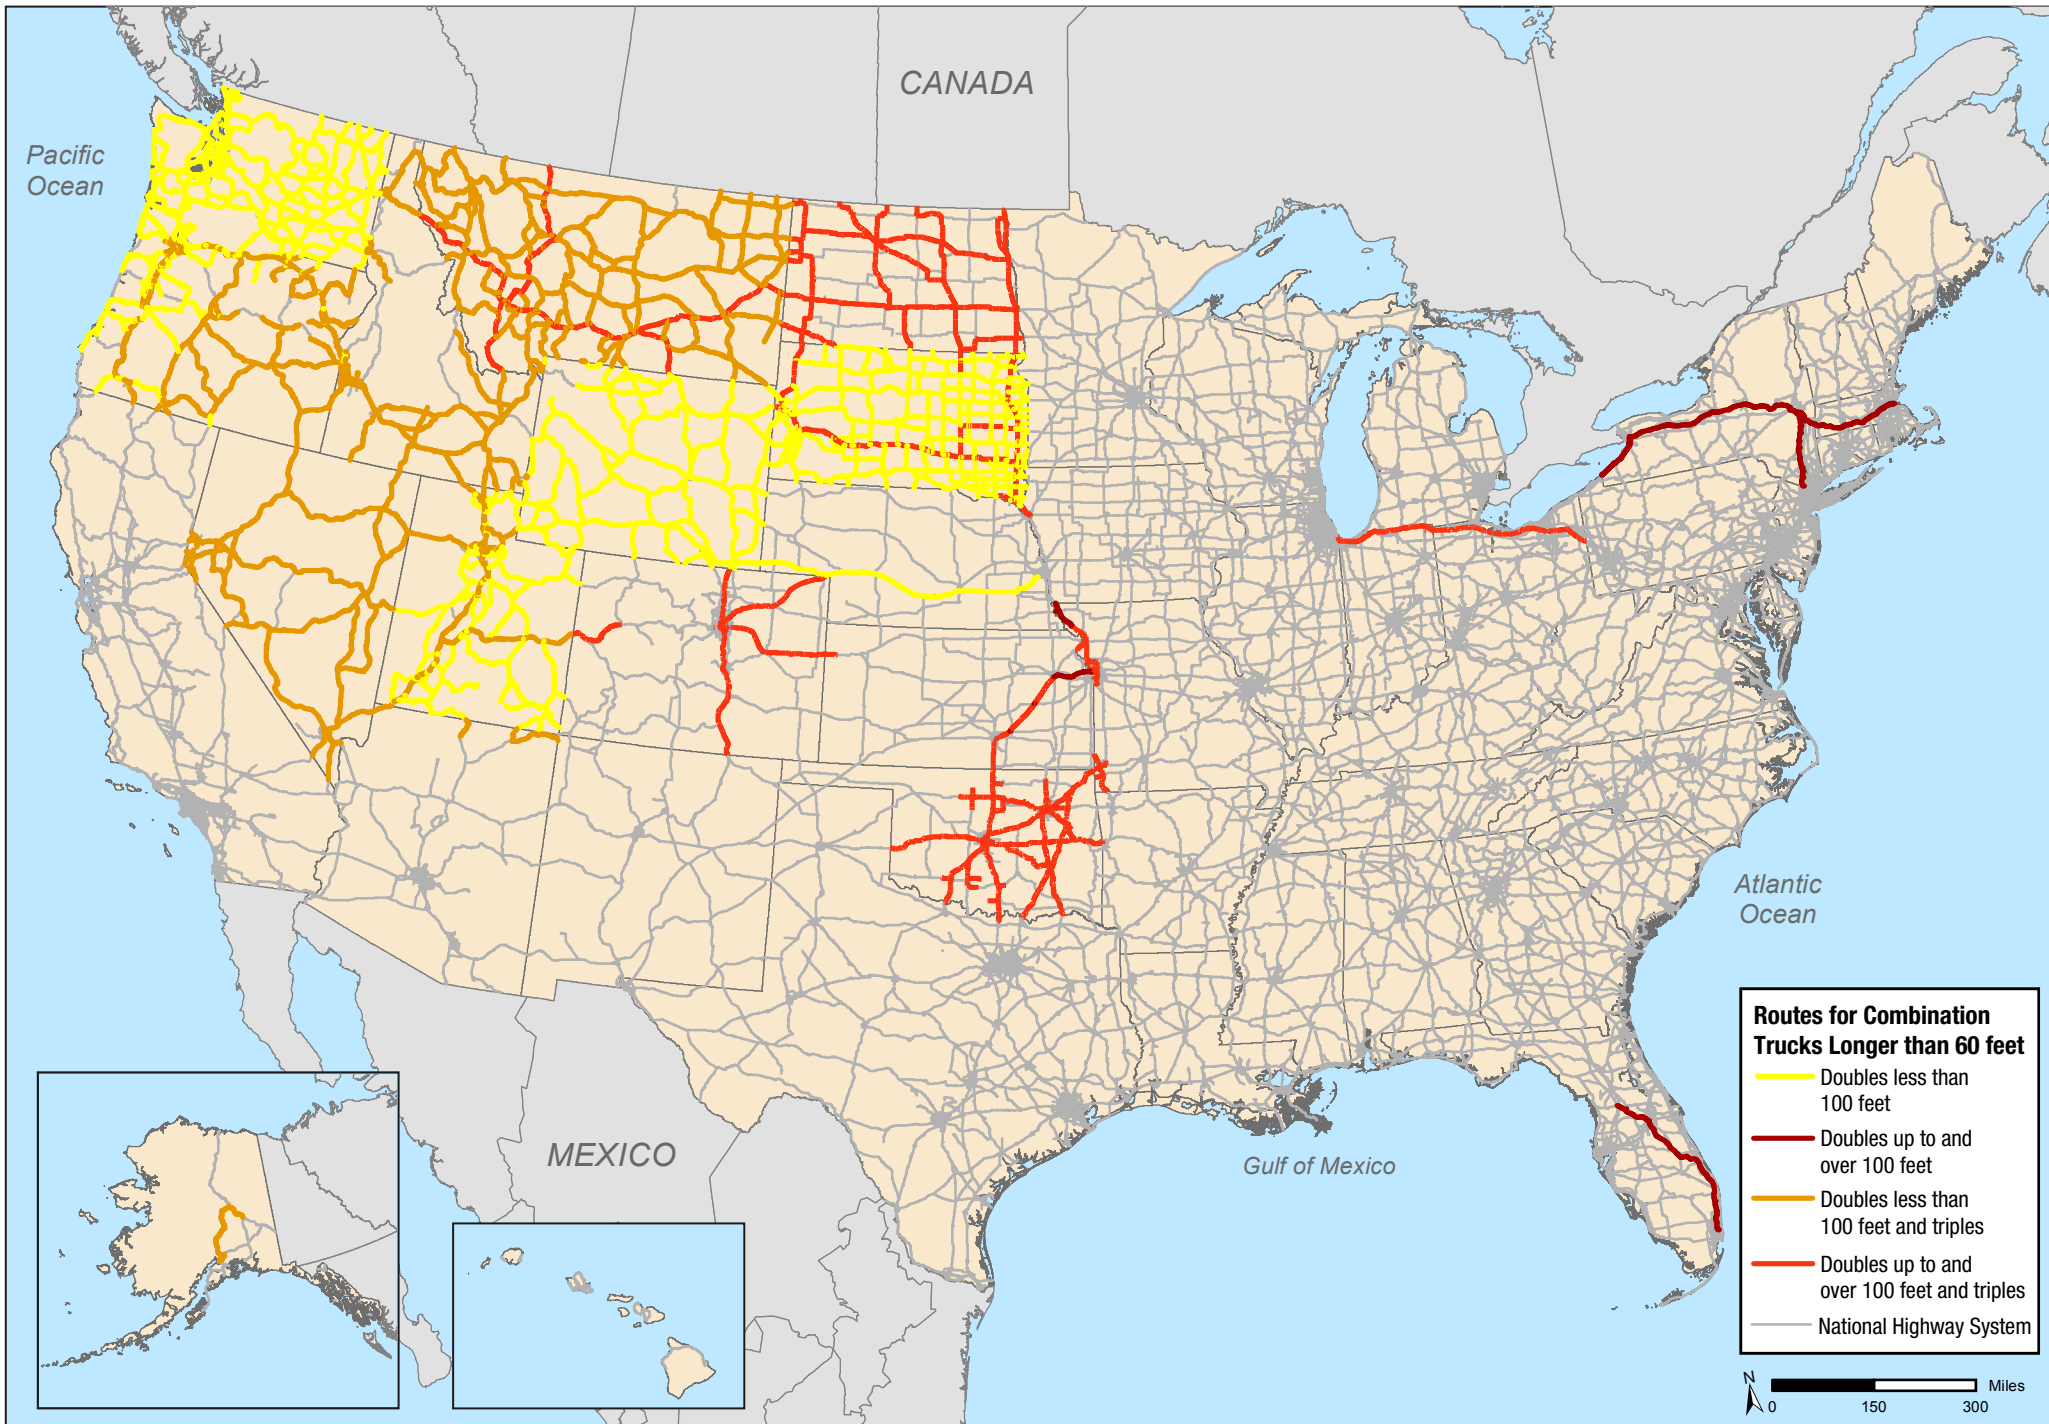 CANADA
Pacific
Ocean
Atlantic
Ocean
MEXICO
Gulf of Mexico
Routes for Combination
Trucks Longer than 60 feet
Doubles less than
100 feet
Doubles up to and
over 100 feet
Doubles less than
100 feet and triples
Doubles up to and
over 100 feet and triples
National Highway System
N
Miles
0 150 300